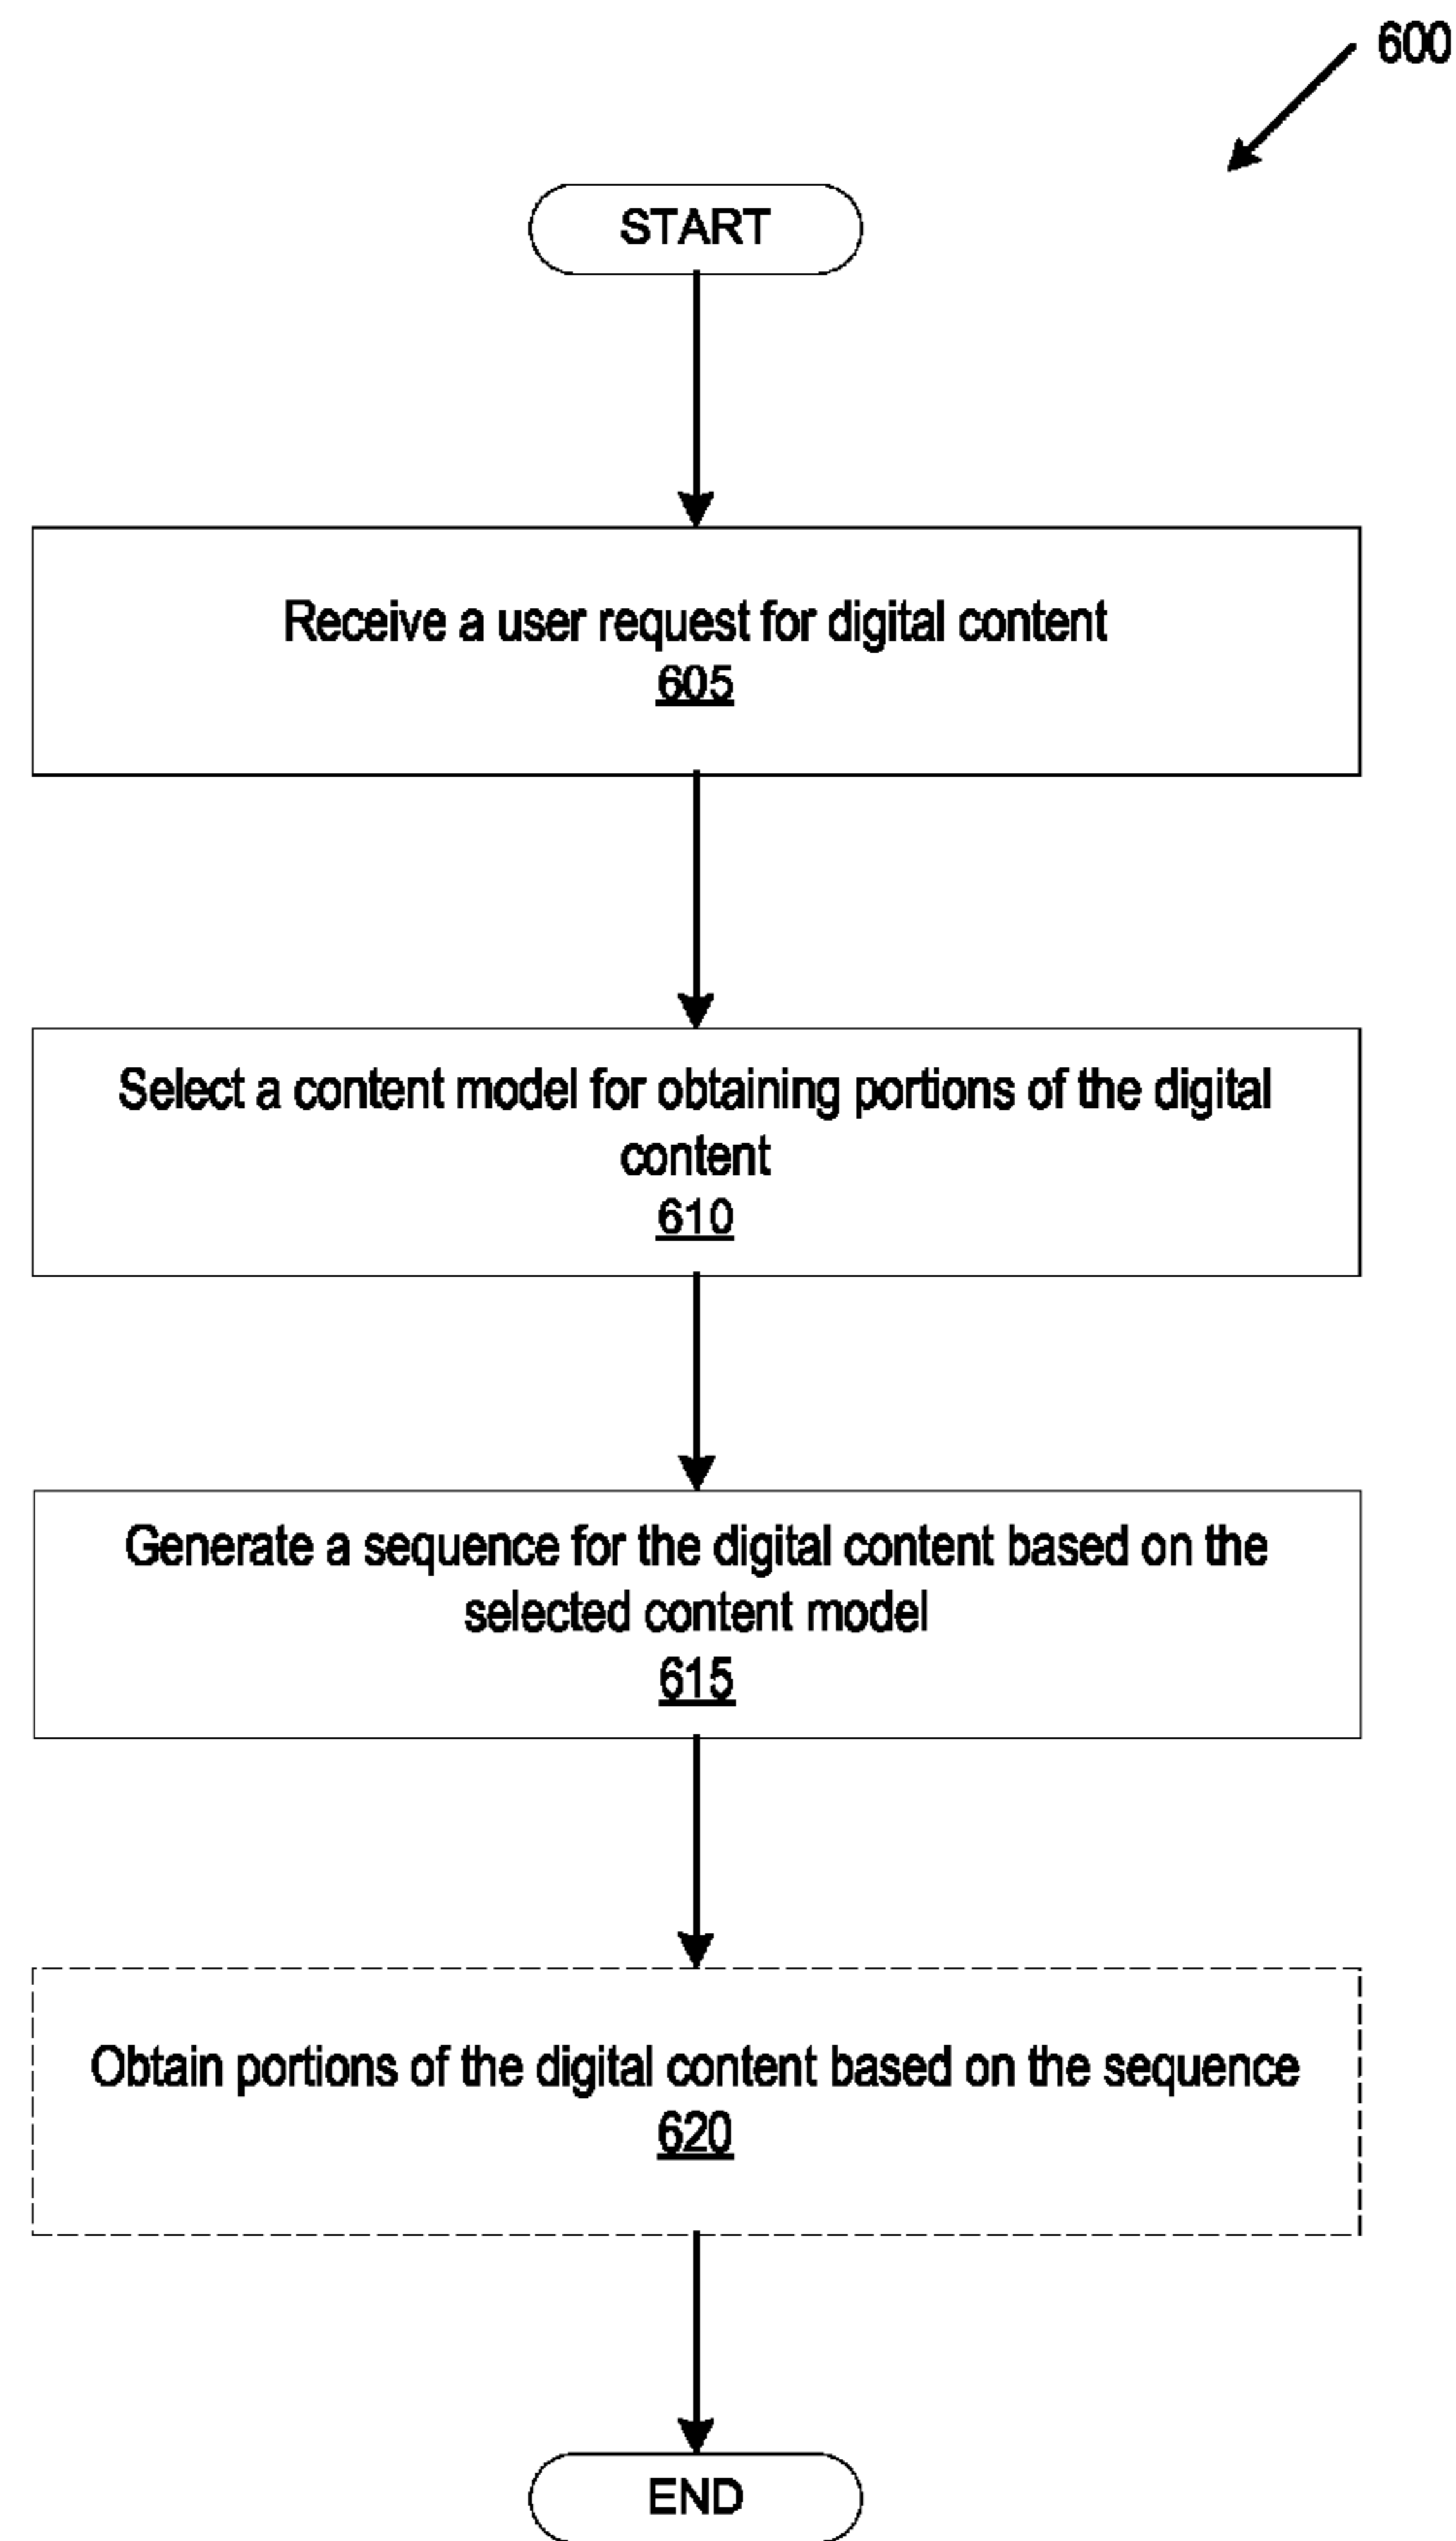 600
START
Receive a user request for digital content
605
Select a content model for obtaining portions of the digital
content
610
Generate a sequence for the digital content based on the
selected content model
615
Obtain portions of the digital content based on the sequence
620
END